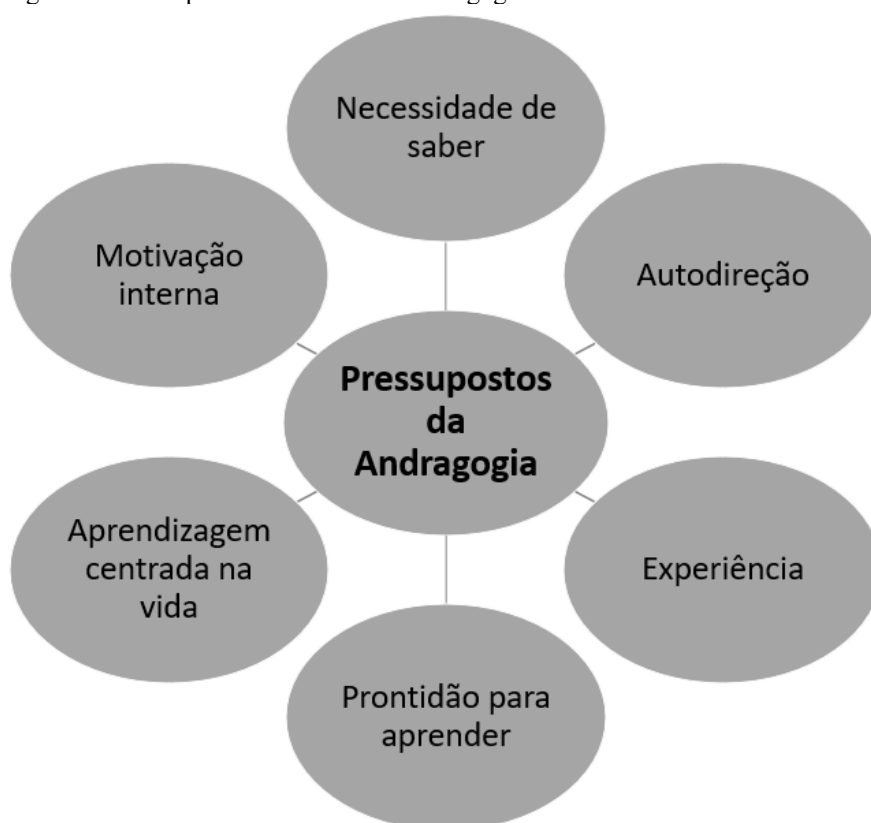 Necessidade de
saber
Autodireção
Experiência
Prontidão para
aprender
Aprendizagem
centrada na
vida
Motivação
interna
Pressupostos
da
Andragogia